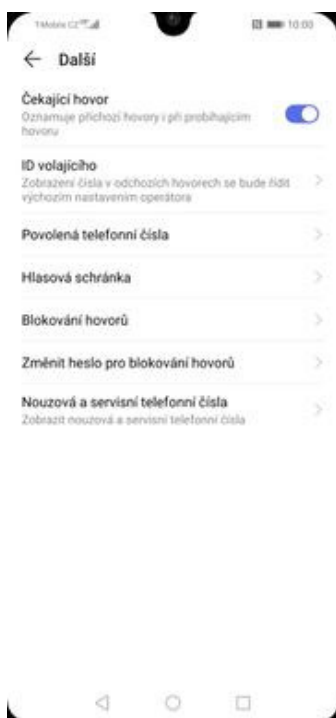 T-Mobile CZ 10:00
Další
Čekající hovor
Oznamuje příchozí hovory i při probíhajícím
hovoru
ID volajícího
Zobrazení čísla v odchozích hovorech se bude řídit
výchozím nastavením operátora
Povolená telefonní čísla
Hlasová schránka
Blokování hovorů
Změnit heslo pro blokování hovorů
Nouzová a servisní telefonní čísla
Zobrazit nouzová a servisní telefonní čísla